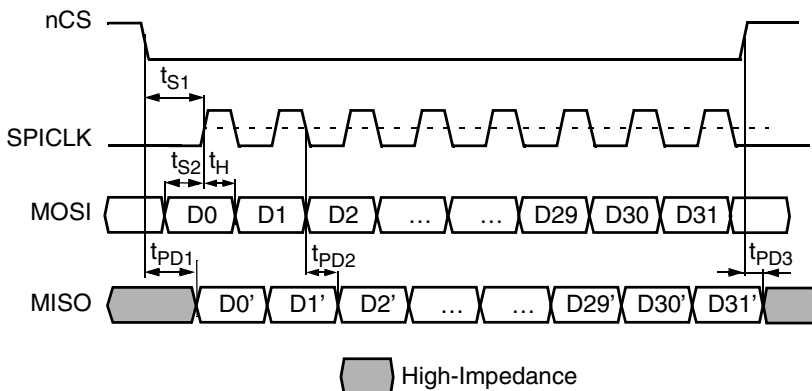 nCS
tS1
SPICLK
tS2 tH
MOSI D0 D1 D2 ... ... D29 D30 D31
tPD1 tPD2 tPD3
MISO D0' D1' D2' ... ... D29' D30' D31'
High-Impedance